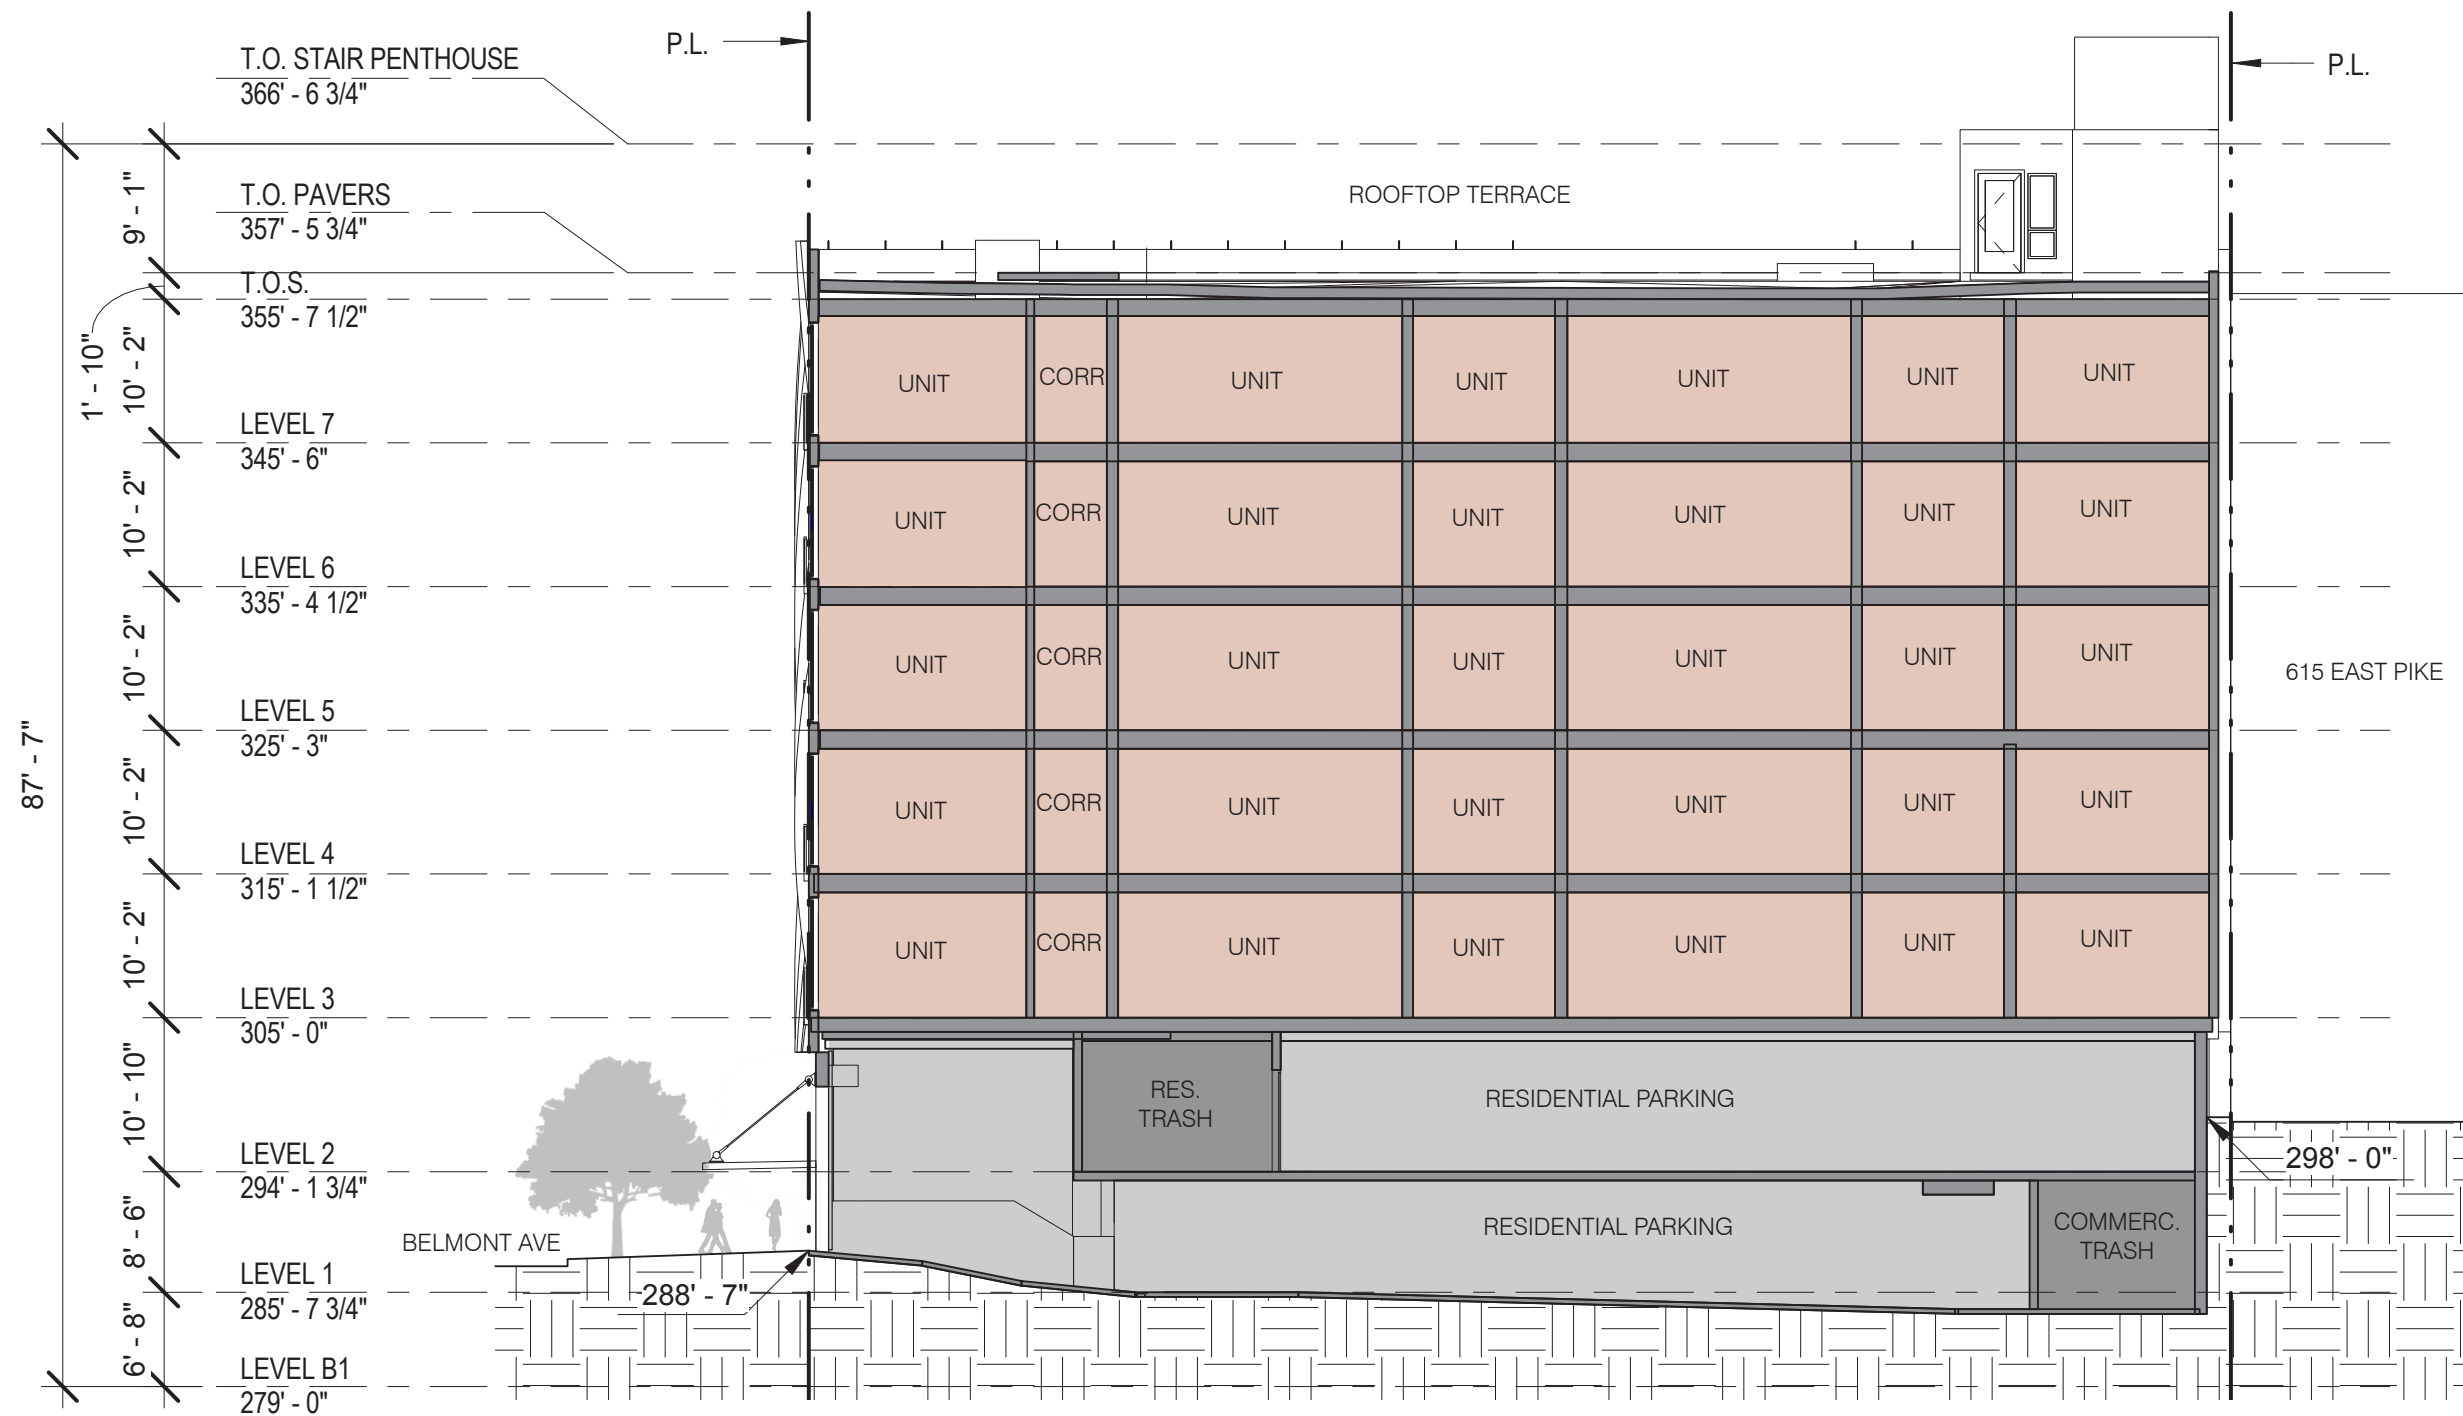 P.L.
P.L.
T.O. STAIR PENTHOUSE
366' - 6 3/4"
9' - 1"
T.O. PAVERS
357' - 5 3/4"
ROOFTOP TERRACE
T.O.S.
355' - 7 1/2"
1' - 10"
10' - 2"
UNIT
CORR
UNIT
UNIT
UNIT
UNIT
UNIT
LEVEL 7
345' - 6"
10' - 2"
UNIT
CORR
UNIT
UNIT
UNIT
UNIT
UNIT
LEVEL 6
335' - 4 1/2"
10' - 2"
UNIT
CORR
UNIT
UNIT
UNIT
UNIT
UNIT
615 EAST PIKE
LEVEL 5
325' - 3"
87' - 7"
10' - 2"
UNIT
CORR
UNIT
UNIT
UNIT
UNIT
UNIT
LEVEL 4
315' - 1 1/2"
10' - 2"
UNIT
CORR
UNIT
UNIT
UNIT
UNIT
UNIT
LEVEL 3
305' - 0"
10' - 10"
RES.
TRASH
RESIDENTIAL PARKING
LEVEL 2
294' - 1 3/4"
298' - 0"
8' - 6"
BELMONT AVE
RESIDENTIAL PARKING
COMMERC.
TRASH
LEVEL 1
285' - 7 3/4"
288' - 7"
6' - 8"
LEVEL B1
279' - 0"